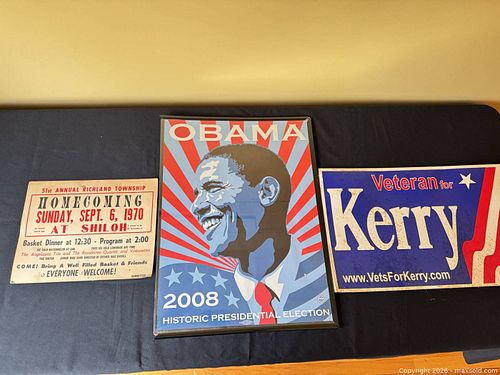 51st ANNUAL RICHLAND TOWNSHIP
HOMECOMING
SUNDAY, SEPT. 6, 1970
AT SHILOH
Basket Dinner at 12:30 - Program at 2:00
COME! Bring A Well Filled Basket & Friends
EVERYONE WELCOME!
OBAMA
2008
HISTORIC PRESIDENTIAL ELECTION
Veteran for
Kerry
www.VetsForKerry.com
Copyright 2026 - maxsold.com